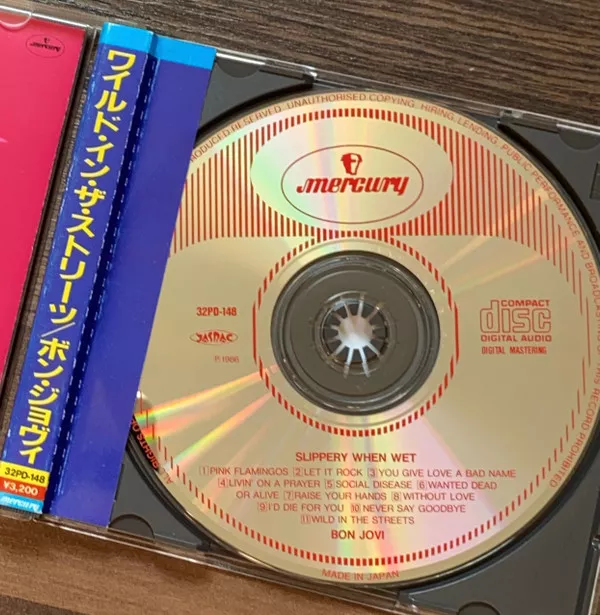 mercury
ワイルド・イン・ザ・ストリーツ/ボン・ジョヴィ
32PD-148
¥3,200
mercury
RODUCED RESERVED. UNAUTHORISED COPYING, HIRING, LENDING, PUBLIC PERFORMANCE AND BROADCASTING OF THIS RECORD PROHIBITED
mercury
32PD-148
JASRAC
P.1986
COMPACT
disc
DIGITAL AUDIO
DIGITAL MASTERING
SLIPPERY WHEN WET
1 PINK FLAMINGOS 2 LET IT ROCK 3 YOU GIVE LOVE A BAD NAME
4 LIVIN' ON A PRAYER 5 SOCIAL DISEASE 6 WANTED DEAD
OR ALIVE 7 RAISE YOUR HANDS 8 WITHOUT LOVE
9 I'D DIE FOR YOU 10 NEVER SAY GOODBYE
11 WILD IN THE STREETS
BON JOVI
MADE IN JAPAN